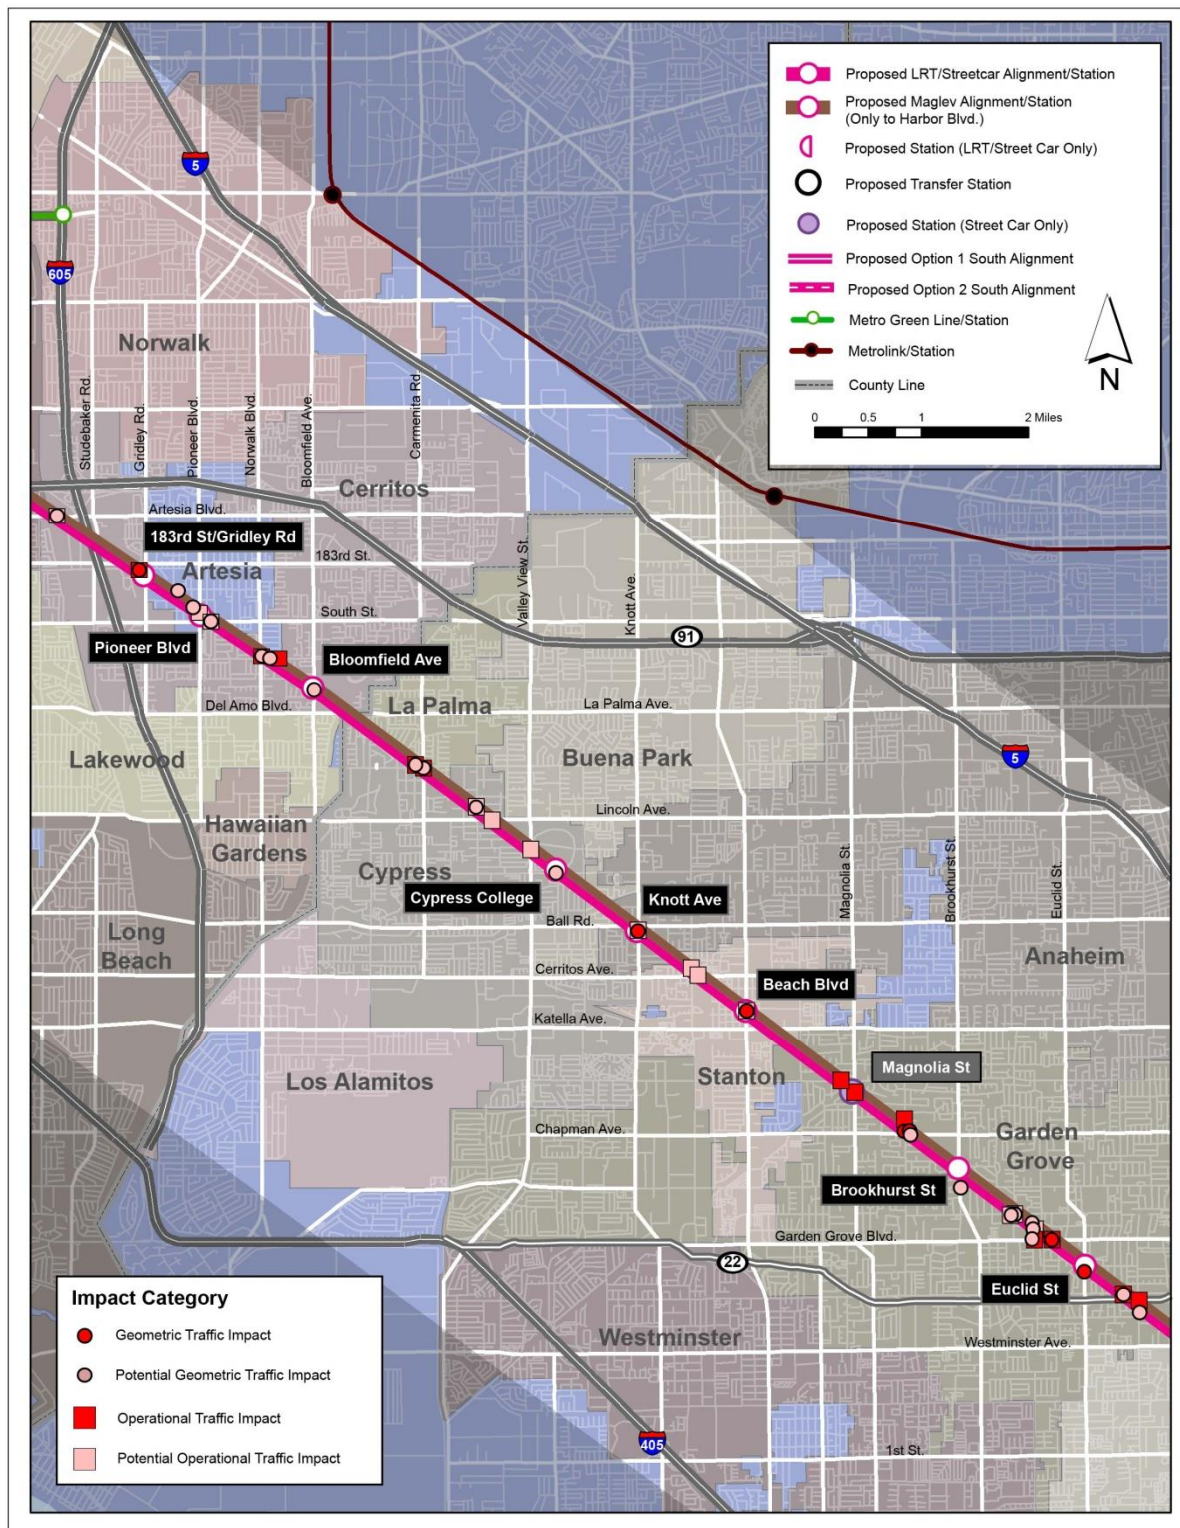 Proposed LRT/Streetcar Alignment/Station
Proposed Maglev Alignment/Station
(Only to Harbor Blvd.)
Proposed Station (LRT/Street Car Only)
Proposed Transfer Station
Proposed Station (Street Car Only)
Proposed Option 1 South Alignment
Proposed Option 2 South Alignment
Metro Green Line/Station
Metrolink/Station
County Line
N
0 0.5 1 2 Miles
5
605
Norwalk
Studebaker Rd.
Gridley Rd.
Pioneer Blvd.
Norwalk Blvd.
Bloomfield Ave.
Carmenita Rd.
Cerritos
Artesia Blvd.
183rd St/Gridley Rd
183rd St.
Artesia
Valley View St.
Knott Ave.
South St.
91
Pioneer Blvd
Bloomfield Ave
Del Amo Blvd.
La Palma
La Palma Ave.
Lakewood
Buena Park
5
Lincoln Ave.
Hawaiian
Gardens
Cypress
Magnolia St.
Brookhurst St.
Euclid St.
Cypress College
Knott Ave
Ball Rd.
Long
Beach
Anaheim
Cerritos Ave.
Beach Blvd
Katella Ave.
Los Alamitos
Stanton
Magnolia St
Chapman Ave.
Garden
Grove
Brookhurst St
Garden Grove Blvd.
22
Euclid St
Westminster
Westminster Ave.
405
1st St.
Impact Category
Geometric Traffic Impact
Potential Geometric Traffic Impact
Operational Traffic Impact
Potential Operational Traffic Impact